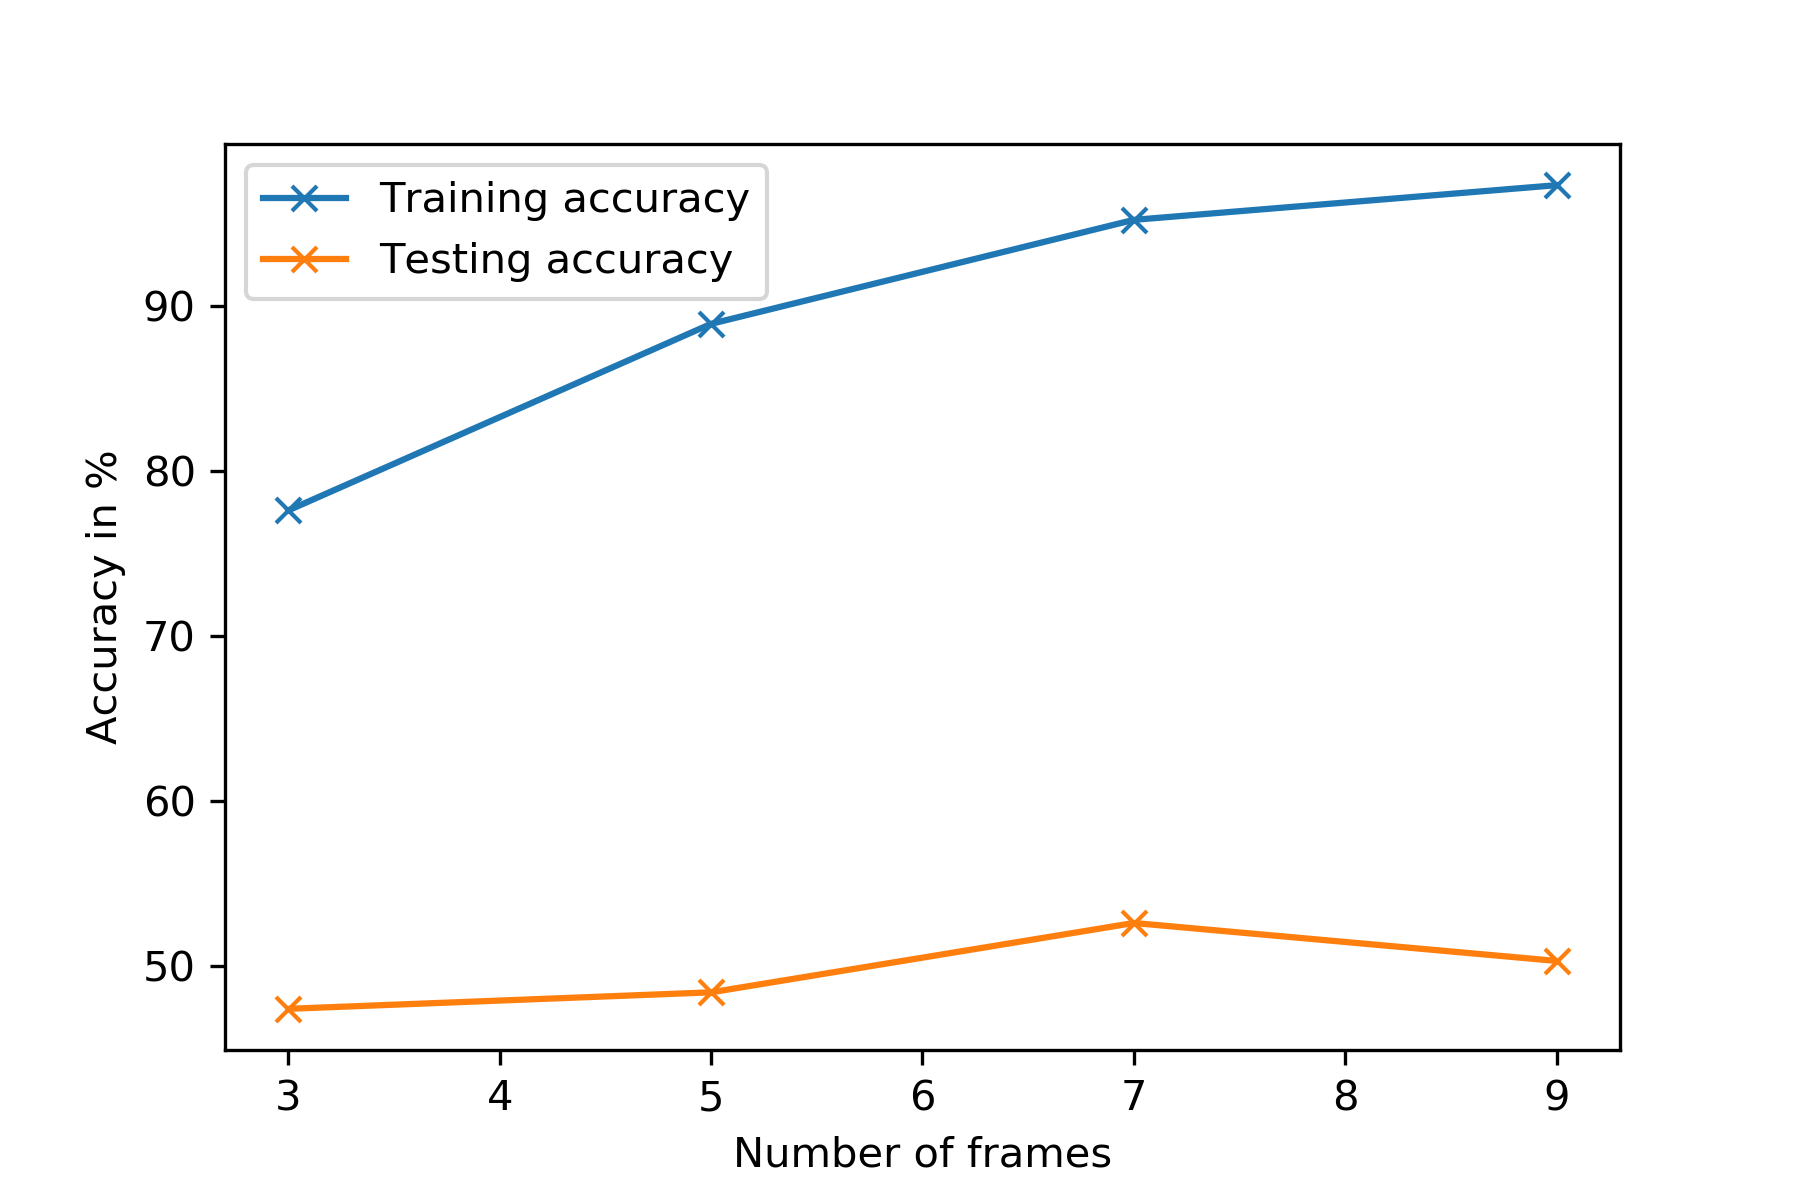 Training accuracy
Testing accuracy
90
80
70
60
50
Accuracy in %
3 4 5 6 7 8 9
Number of frames